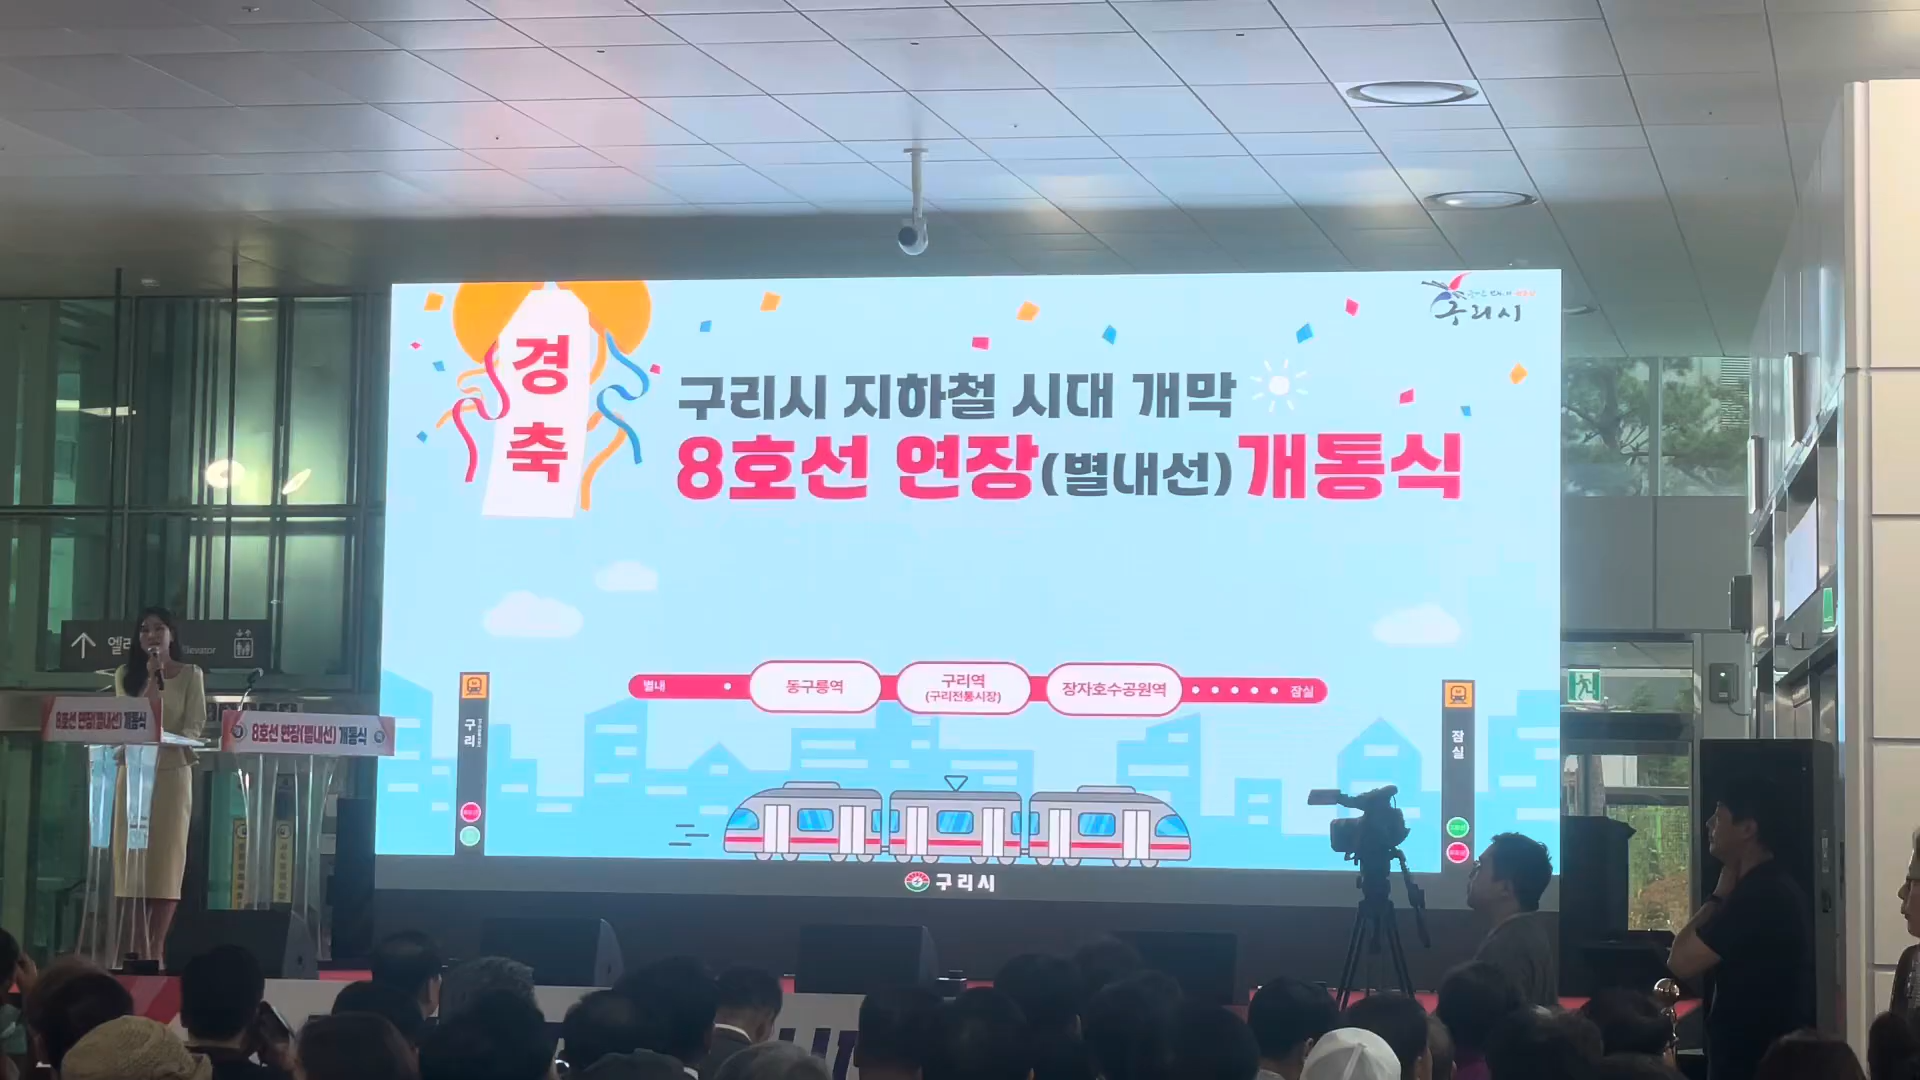 경축
구리시 지하철 시대 개막
8호선 연장(별내선) 개통식
구리시
별내
동구릉역
구리역
(구리전통시장)
장자호수공원역
잠실
구리
잠실
구리시
Elevator
8호선 연장(별내선) 개통식
8호선 연장(별내선) 개통식